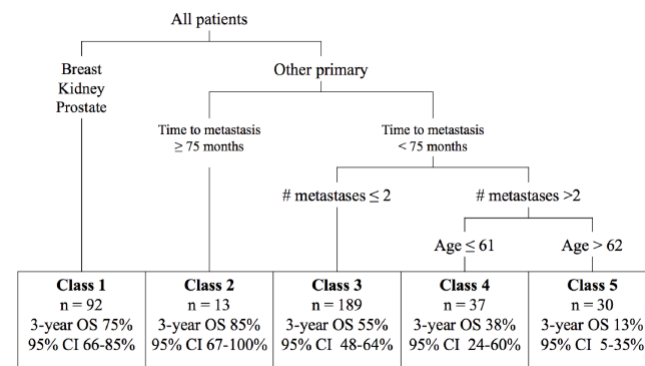 All patients
Breast
Kidney
Prostate
Other primary
Time to metastasis
≥ 75 months
Time to metastasis
< 75 months
# metastases ≤ 2
# metastases >2
Age ≤ 61
Age > 62
Class 1
n = 92
3-year OS 75%
95% CI 66-85%
Class 2
n = 13
3-year OS 85%
95% CI 67-100%
Class 3
n = 189
3-year OS 55%
95% CI 48-64%
Class 4
n = 37
3-year OS 38%
95% CI 24-60%
Class 5
n = 30
3-year OS 13%
95% CI 5-35%